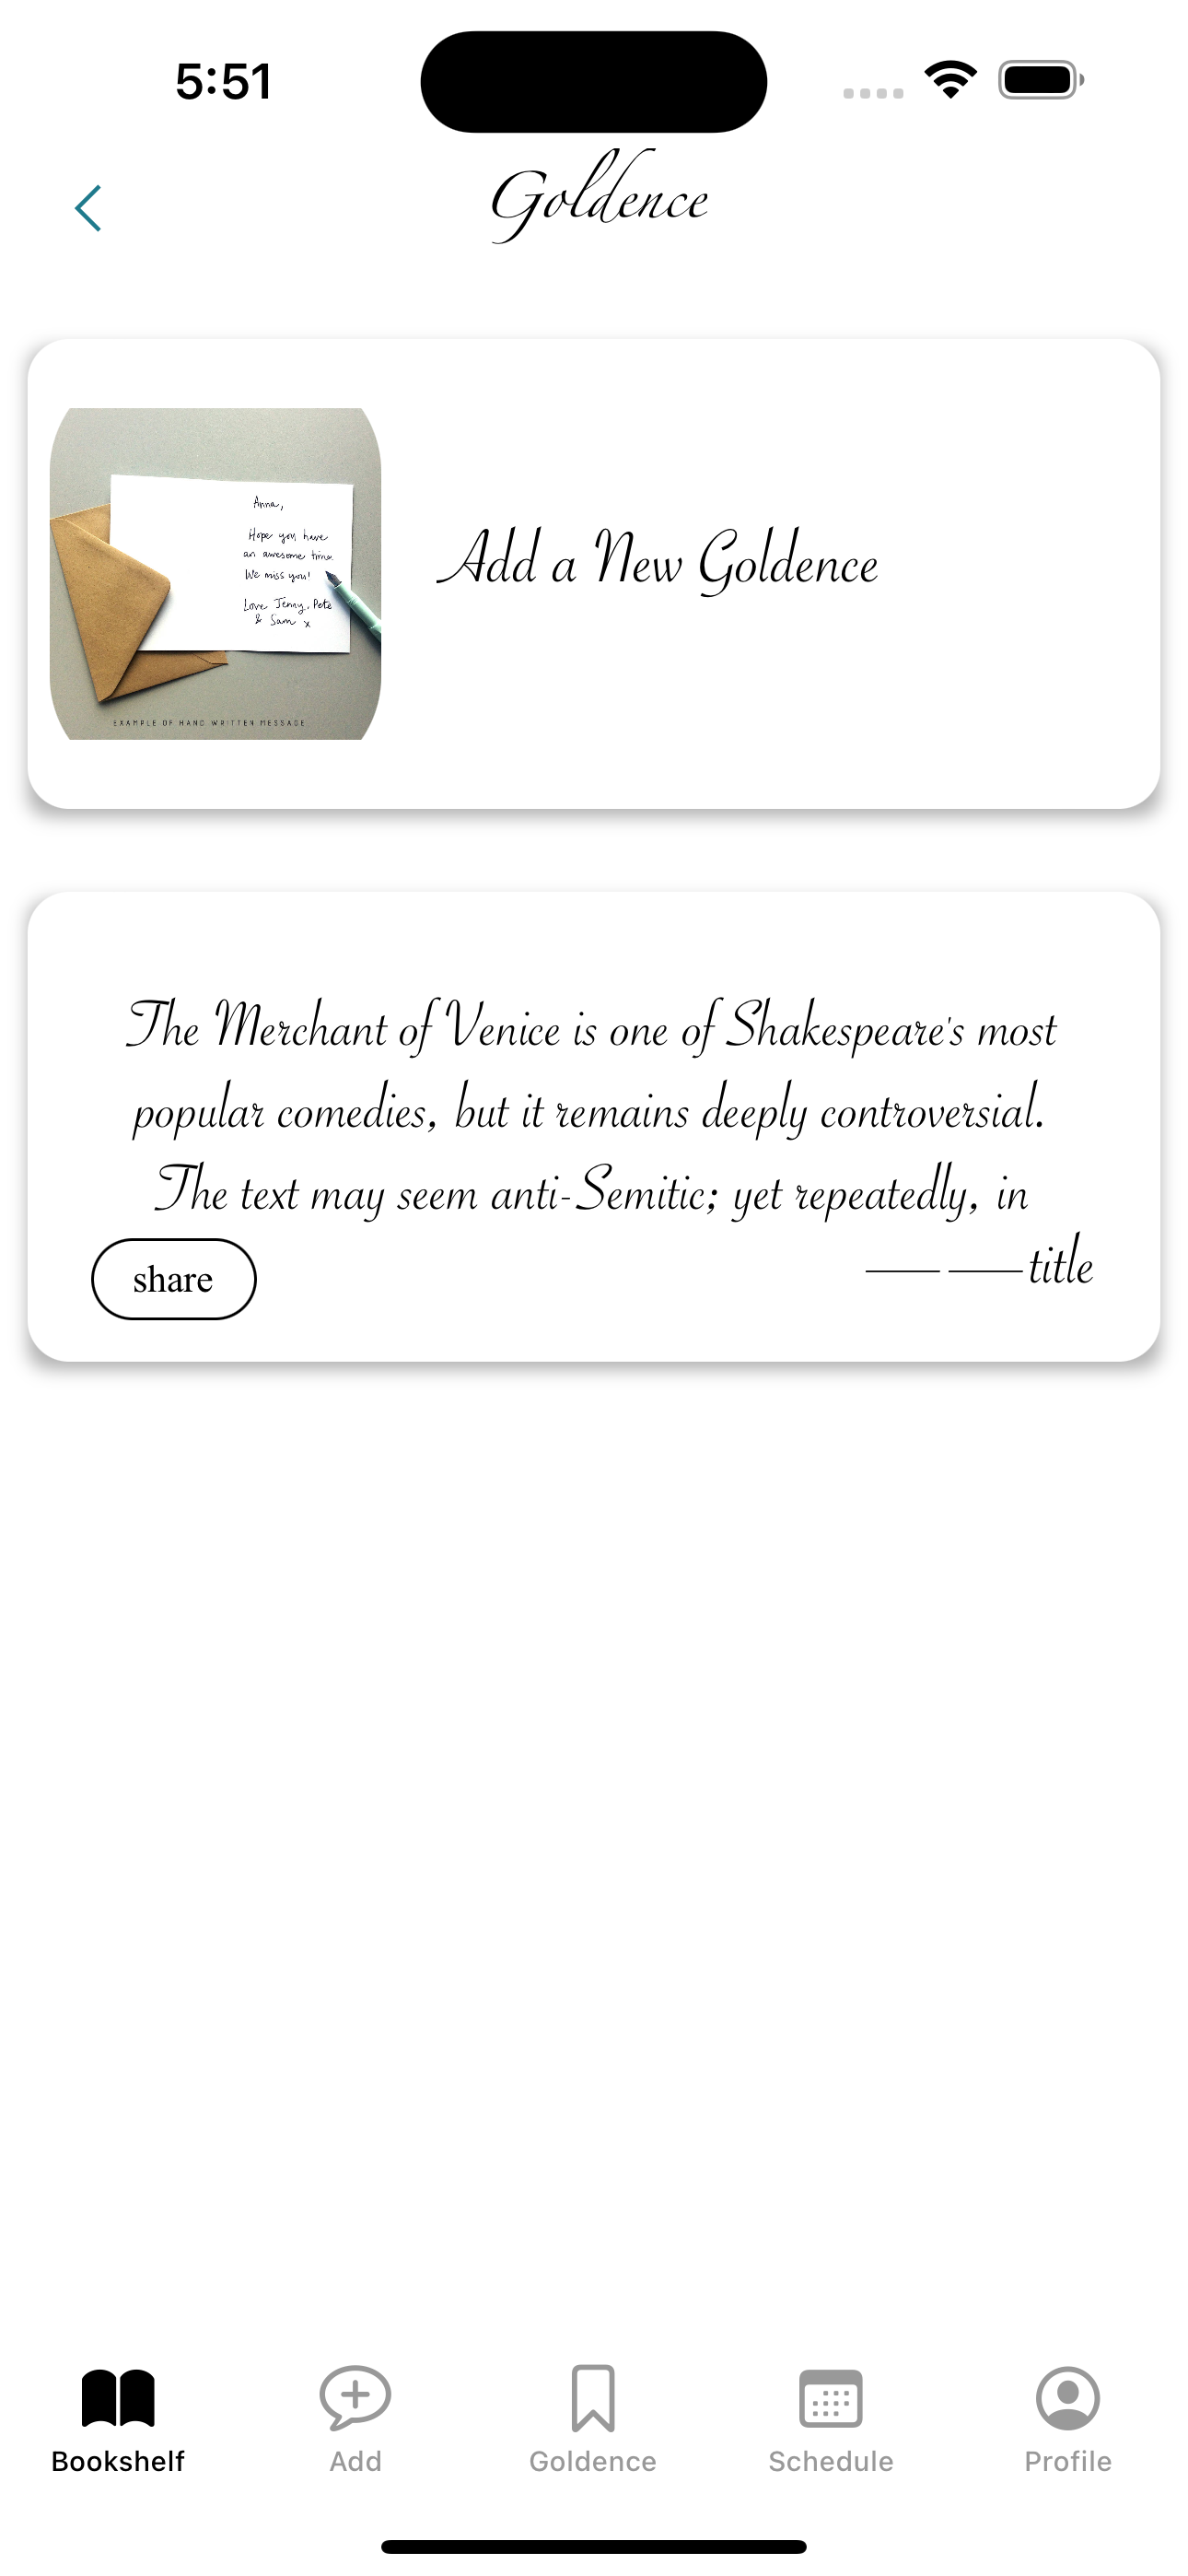 5:51
Goldence
Anna,
Hope you have
an awesome time.
We miss you!
Love Jenny, Pete
& Sam x
EXAMPLE OF HAND WRITTEN MESSAGE
Add a New Goldence
The Merchant of Venice is one of Shakespeare's most
popular comedies, but it remains deeply controversial.
The text may seem anti-Semitic; yet repeatedly, in
share
——title
Bookshelf
Add
Goldence
Schedule
Profile